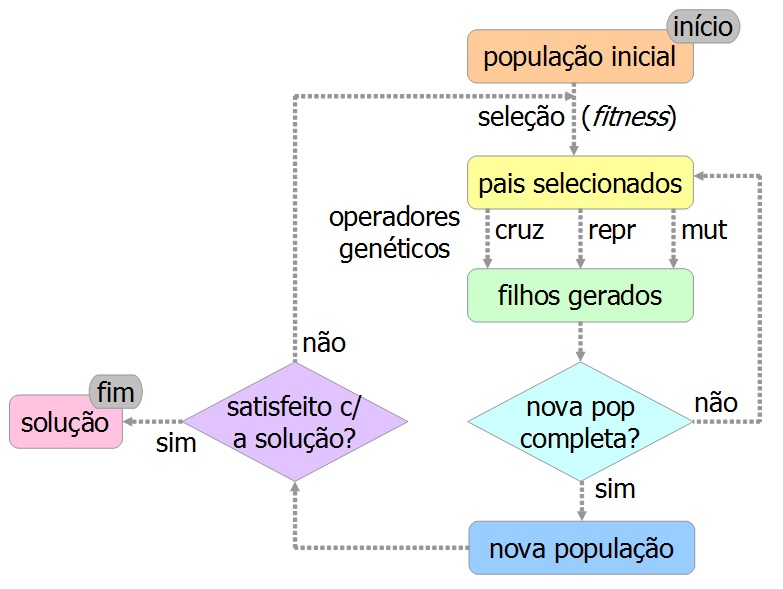 início
população inicial
seleção (fitness)
pais selecionados
operadores
genéticos
cruz
repr
mut
filhos gerados
nova pop
completa?
não
sim
nova população
satisfeito c/
a solução?
não
sim
fim
solução